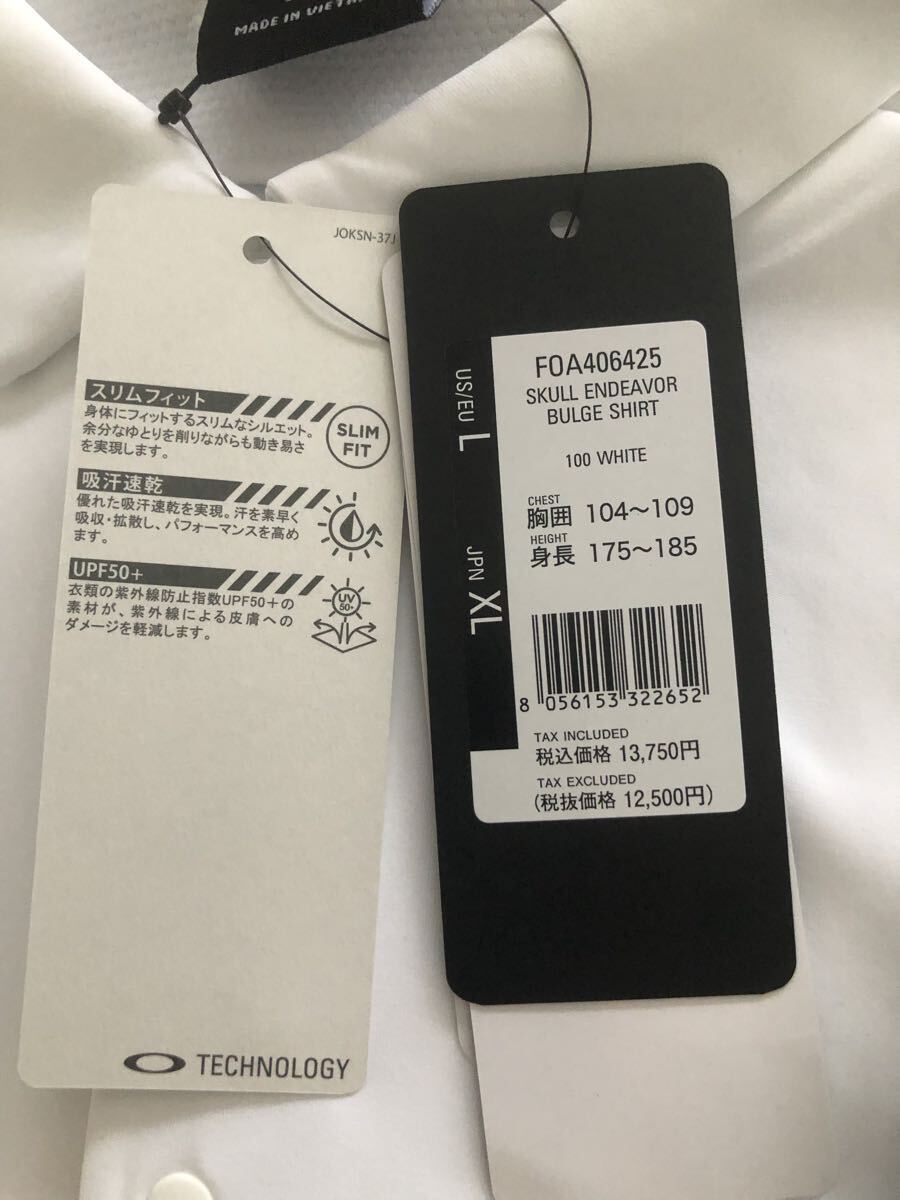 MADE IN
JOKSN-37J
スリムフィット
身体にフィットするスリムなシルエット。
余分なゆとりを削りながらも動き易さ
を実現します。
SLIM
FIT
吸汗速乾
優れた吸汗速乾を実現。汗を素早く
吸収・拡散し、パフォーマンスを高め
ます。
UPF50+
衣類の紫外線防止指数UPF50+の
素材が、紫外線による皮膚への
ダメージを軽減します。
UV
50+
TECHNOLOGY
US/EU L
JPN XL
FOA406425
SKULL ENDEAVOR
BULGE SHIRT
100 WHITE
CHEST
胸囲 104～109
HEIGHT
身長 175～185
8 056153 322652
TAX INCLUDED
税込価格 13,750円
TAX EXCLUDED
(税抜価格 12,500円)